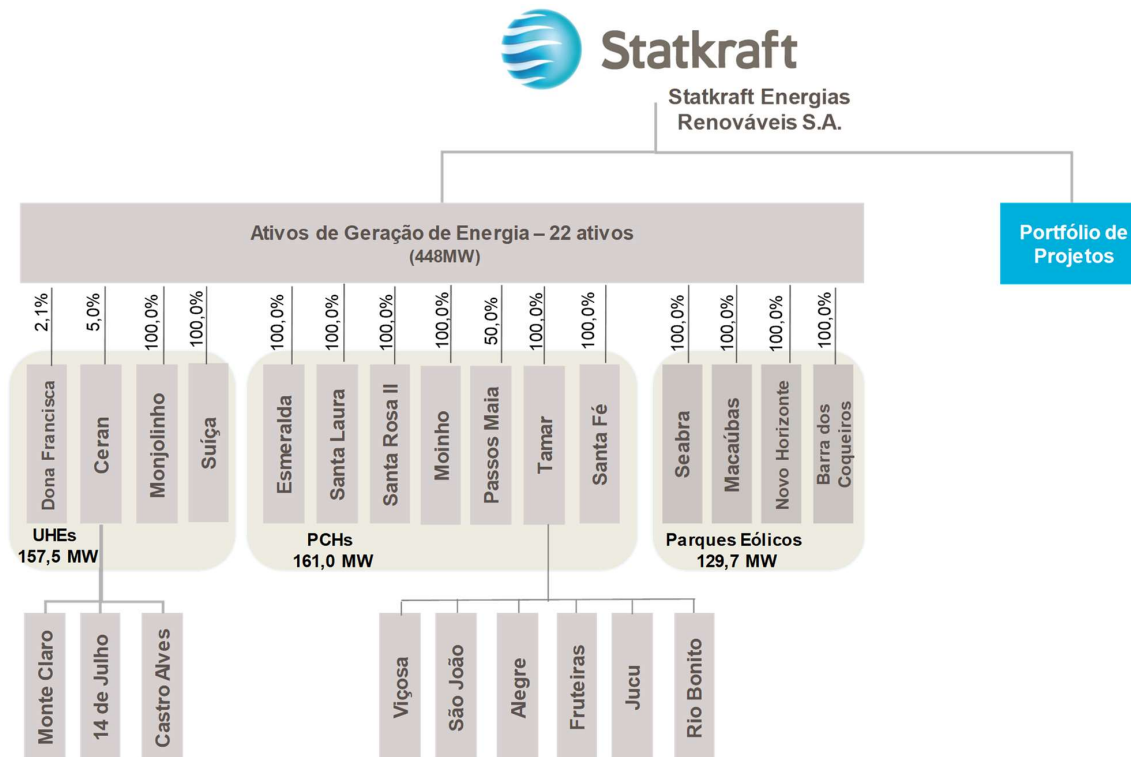 Statkraft
Statkraft Energias
Renováveis S.A.
Ativos de Geração de Energia – 22 ativos
(448MW)
Portfólio de
Projetos
2,1%
5,0%
100,0%
100,0%
100,0%
100,0%
100,0%
100,0%
50,0%
100,0%
100,0%
100,0%
100,0%
100,0%
100,0%
Dona Francisca
Ceran
Monjolinho
Suíça
Esmeralda
Santa Laura
Santa Rosa II
Moinho
Passos Maia
Tamar
Santa Fé
Seabra
Macaúbas
Novo Horizonte
Barra dos
Coqueiros
UHEs
157,5 MW
PCHs
161,0 MW
Parques Eólicos
129,7 MW
Monte Claro
14 de Julho
Castro Alves
Viçosa
São João
Alegre
Fruteiras
Jucu
Rio Bonito